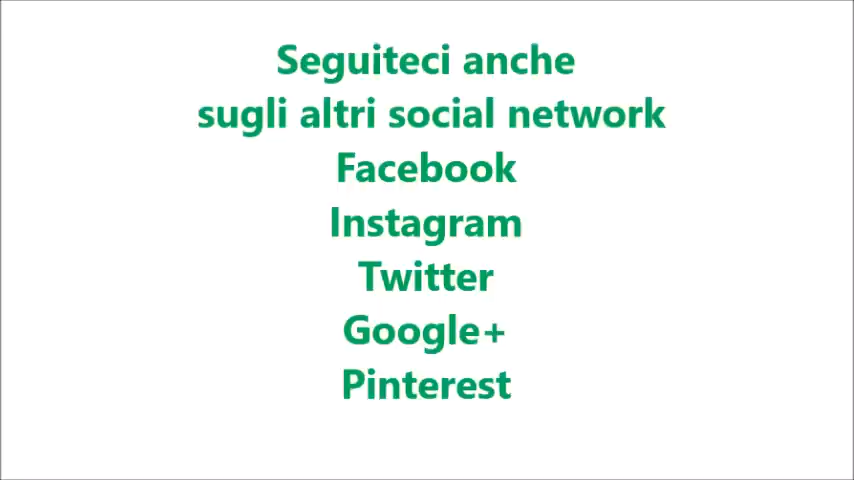 Seguiteci anche
sugli altri social network
Facebook
Instagram
Twitter
Google+
Pinterest